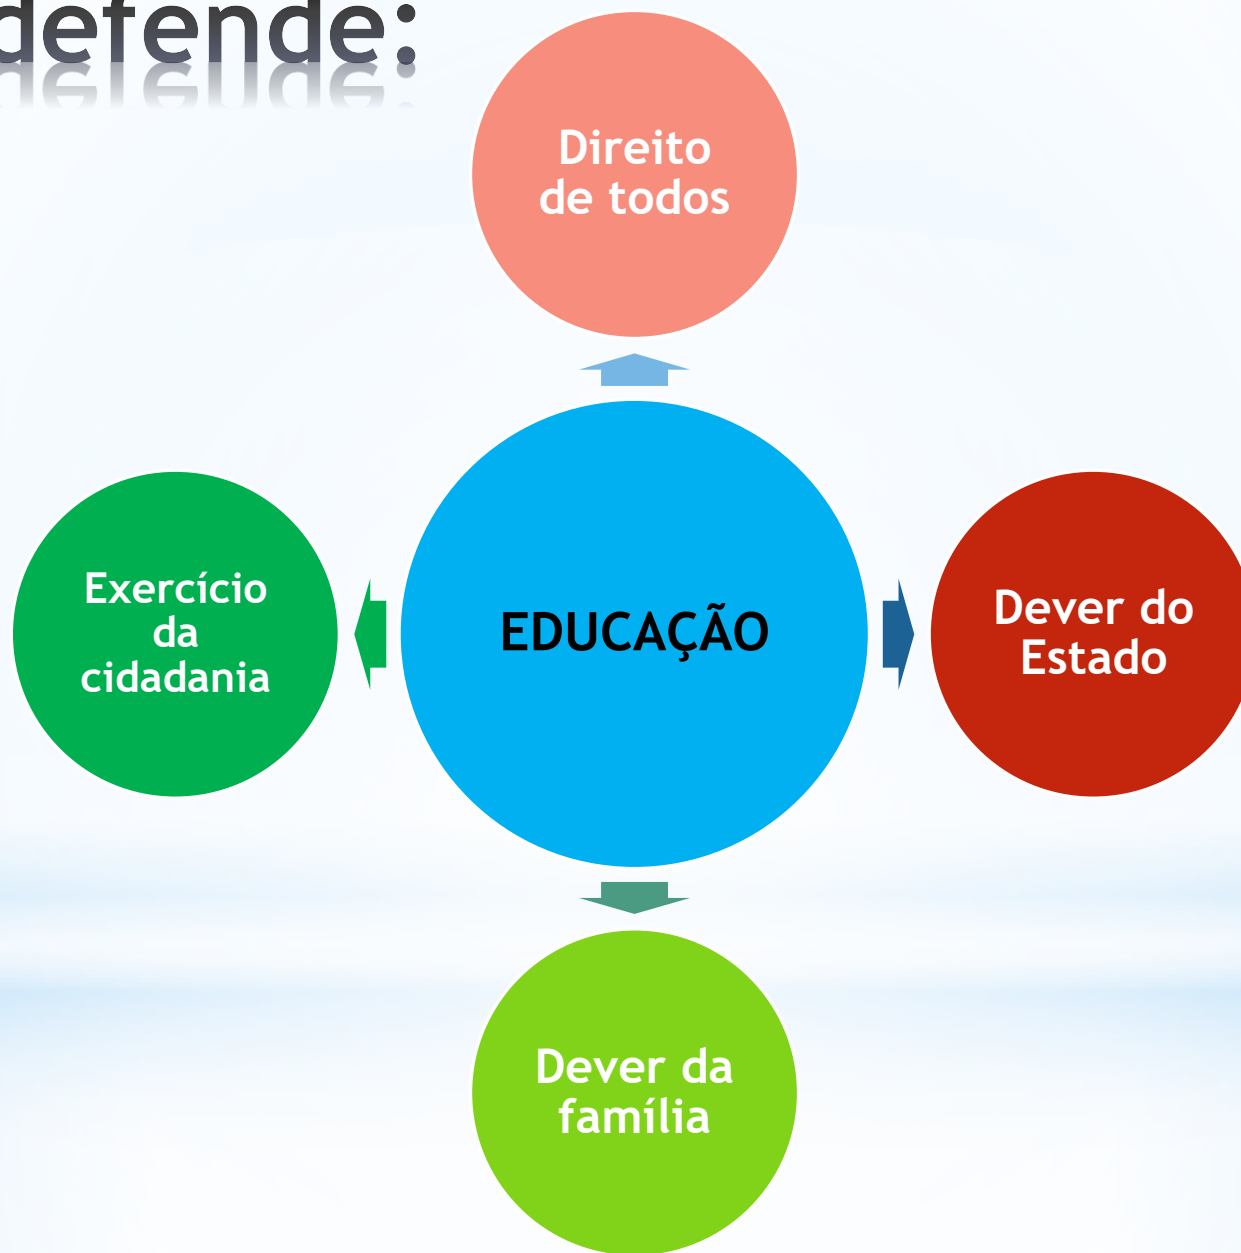 defende:
Direito
de todos
Exercício
da
cidadania
EDUCAÇÃO
Dever do
Estado
Dever da
família